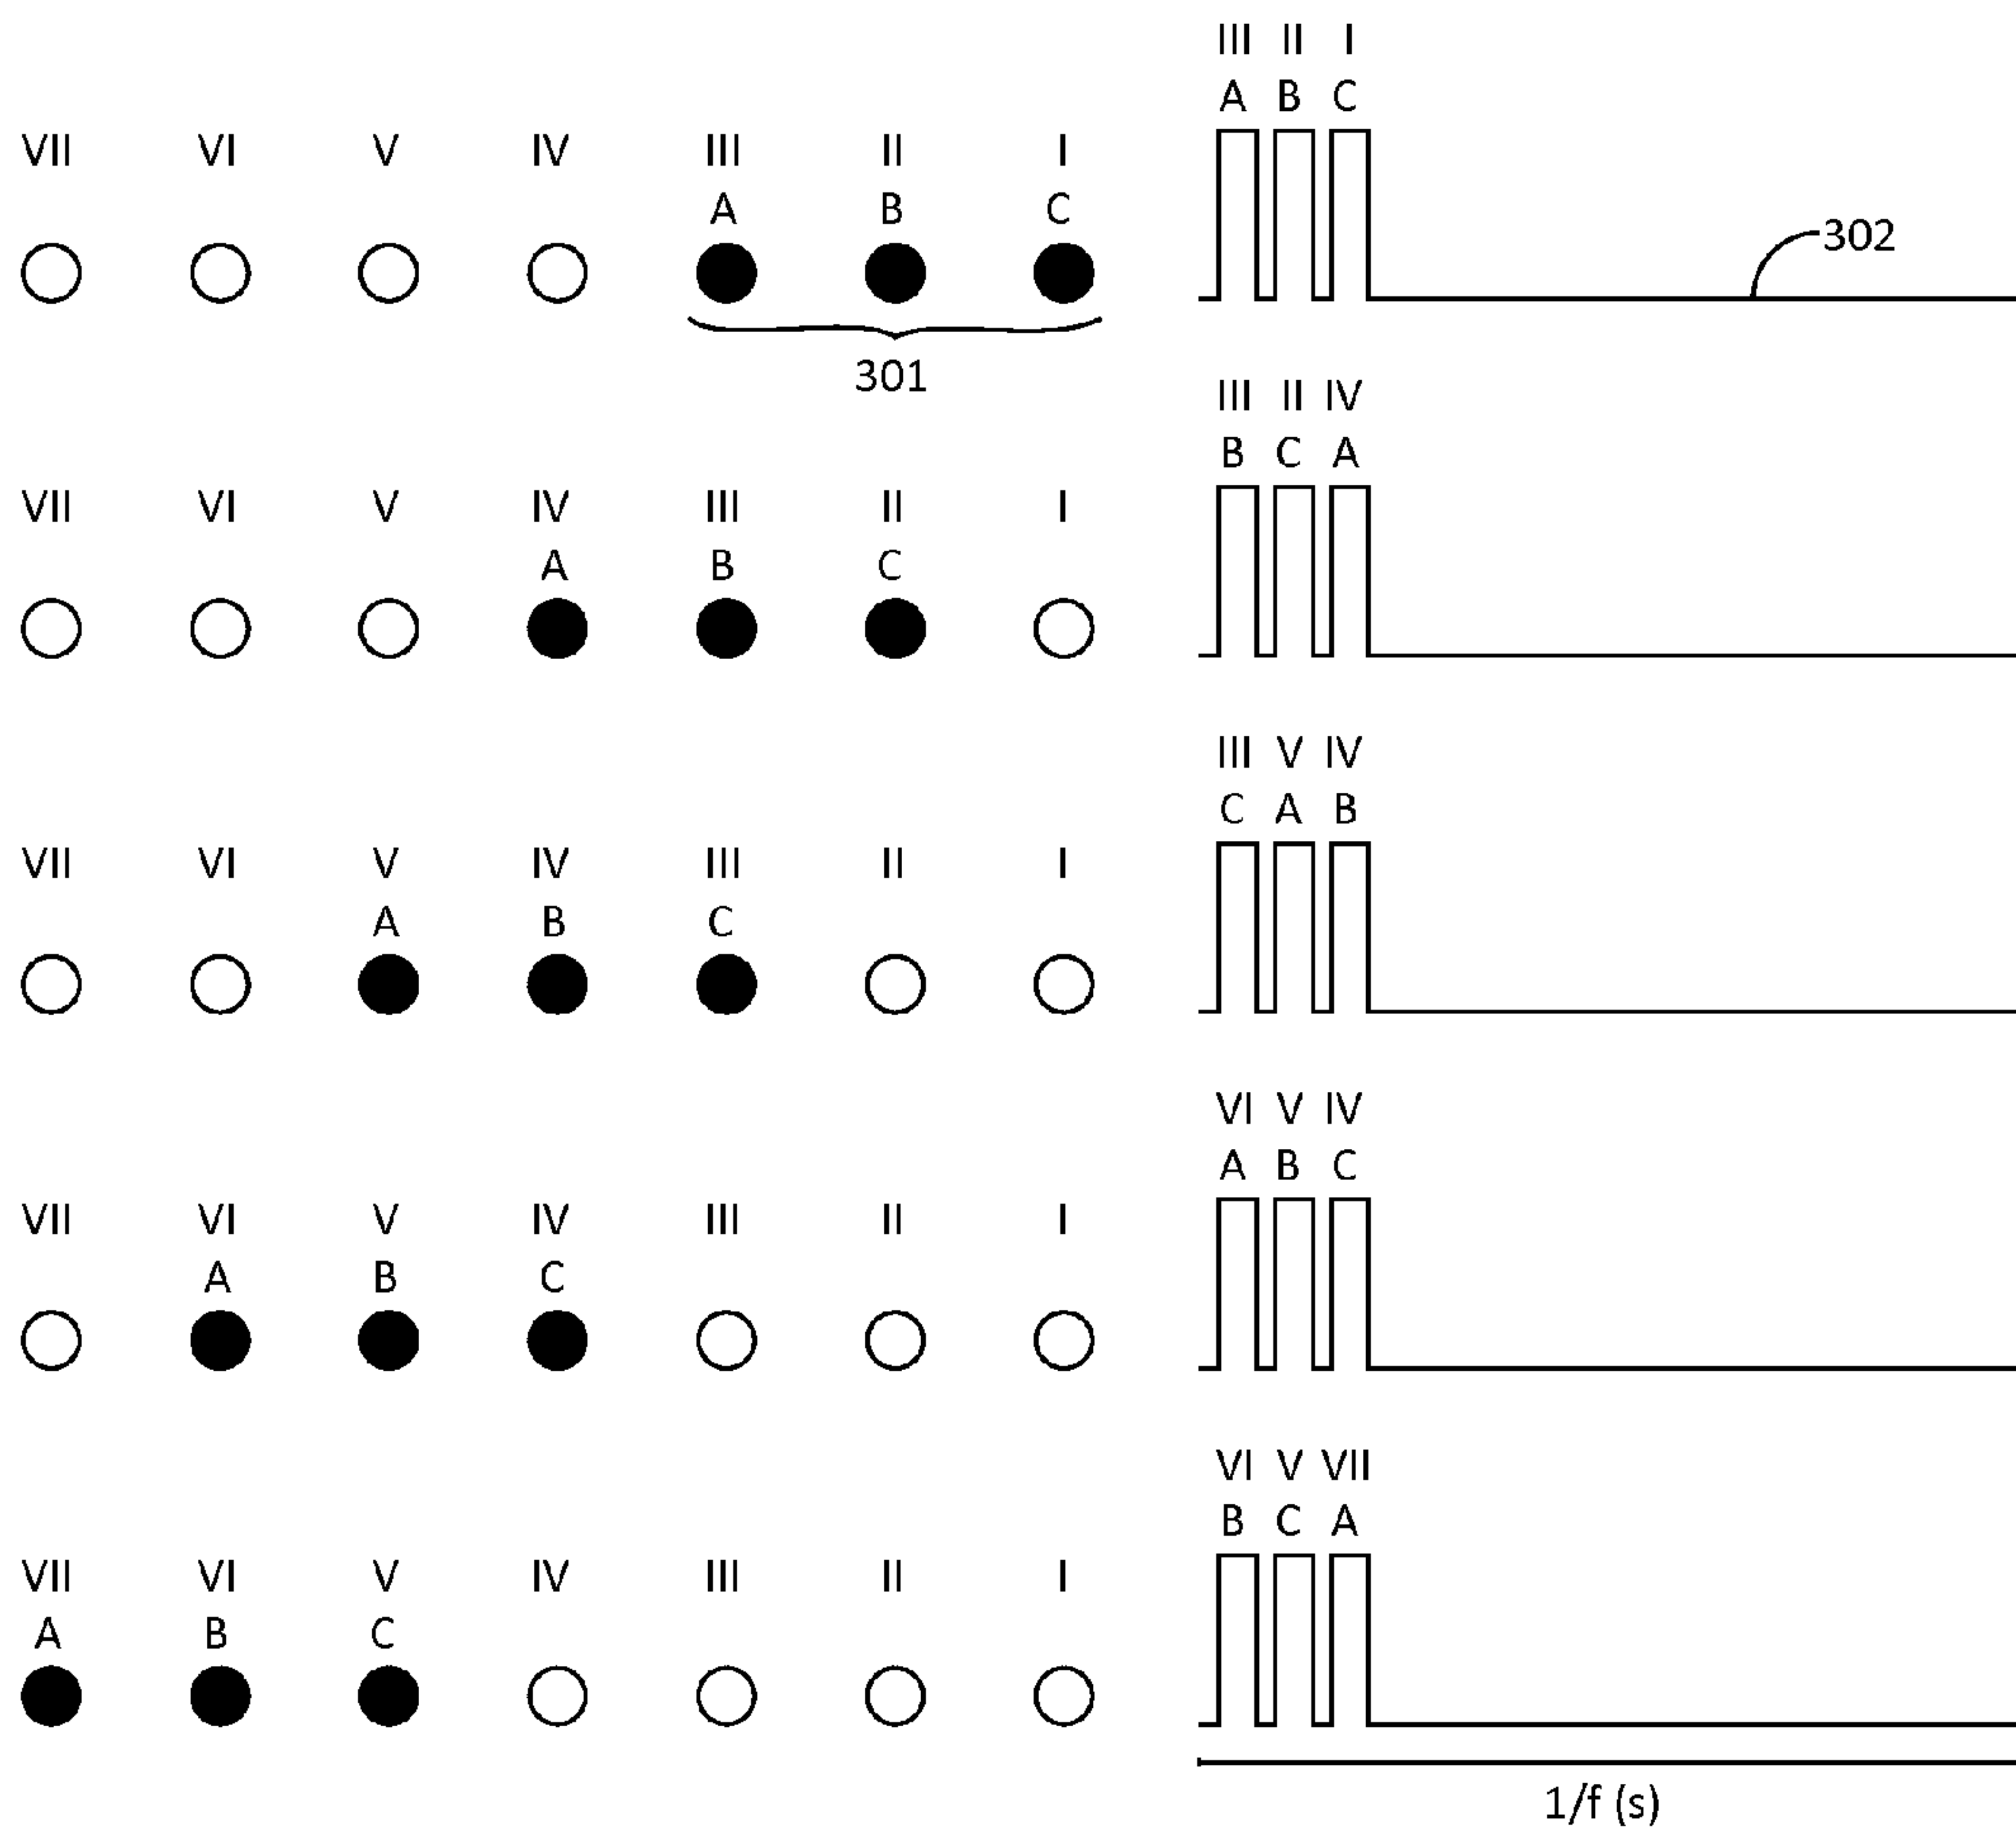 III II I
A B C
VII VI V IV III II I
A B C
302
301
III II IV
B C A
VII VI V IV III II I
A B C
III V IV
C A B
VII VI V IV III II I
A B C
VI V IV
A B C
VII VI V IV III II I
A B C
VI V VII
B C A
VII VI V IV III II I
A B C
1/f (s)